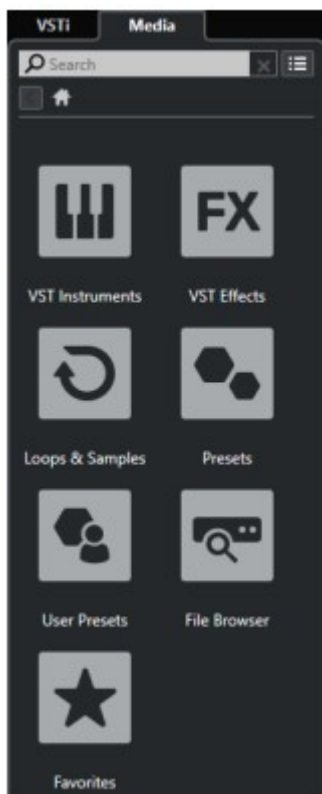 VSTi Media
Search
VST Instruments VST Effects
FX
Loops & Samples Presets
User Presets File Browser
Favorites